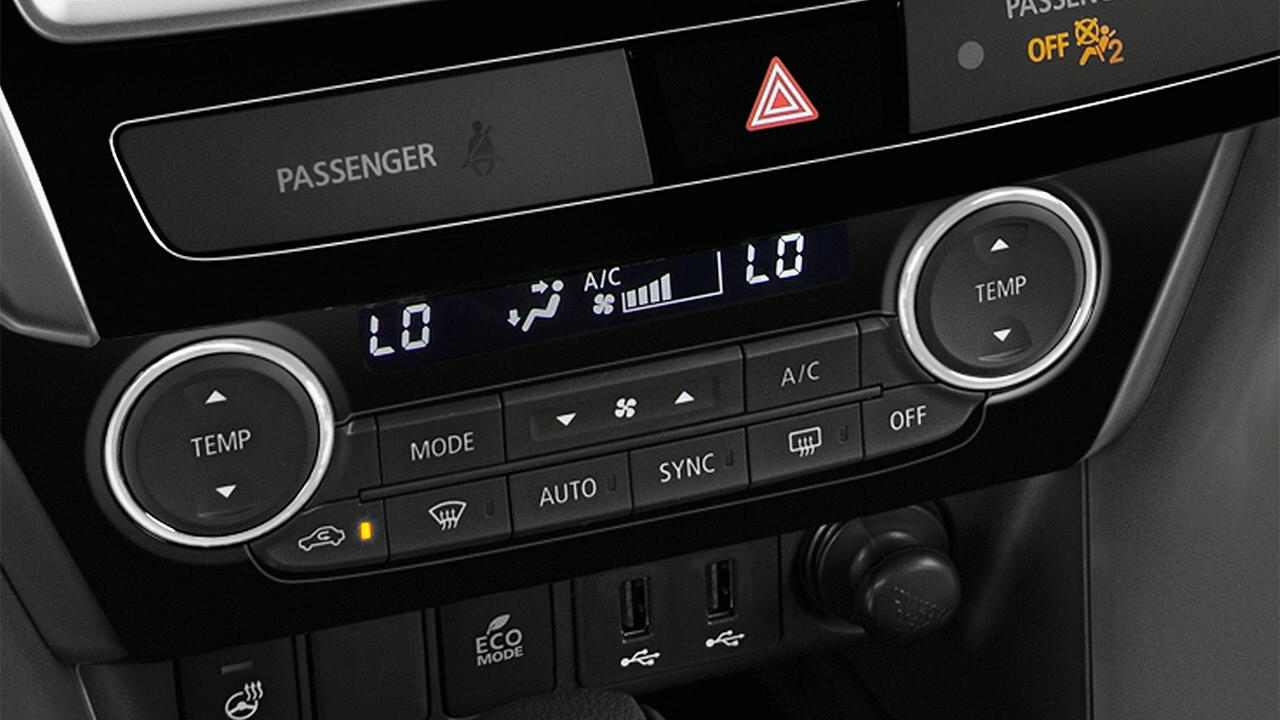 PASSENGER
OFF 2
PASSENGER
A/C
LO
LO
TEMP
A/C
TEMP
MODE
OFF
SYNC
AUTO
ECO
MODE